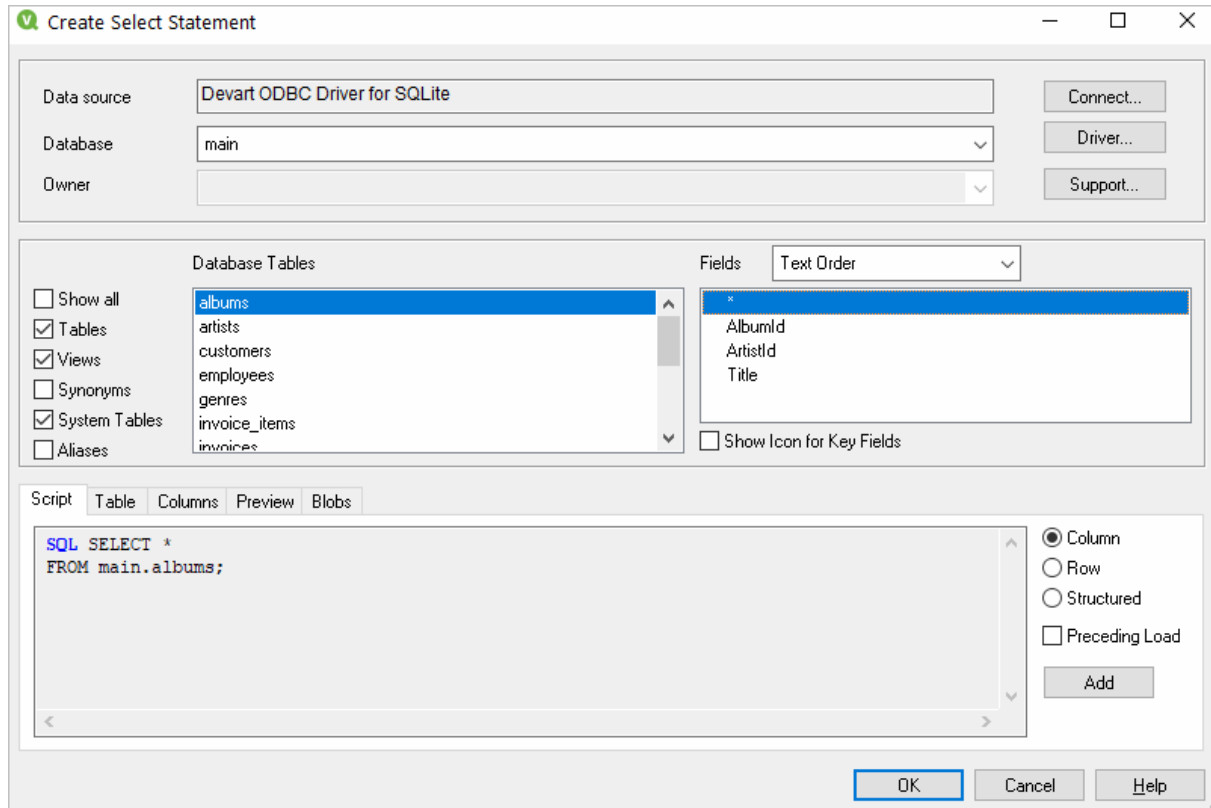 Create Select Statement
Data source
Devart ODBC Driver for SQLite
Connect...
Database
main
Driver...
Owner
Support...
Database Tables
Fields
Text Order
Show all
Tables
Views
Synonyms
System Tables
Aliases
albums
artists
customers
employees
genres
invoice_items
invoices
*
AlbumId
ArtistId
Title
Show Icon for Key Fields
Script
Table
Columns
Preview
Blobs
SQL SELECT *
FROM main.albums;
Column
Row
Structured
Preceding Load
Add
OK
Cancel
Help